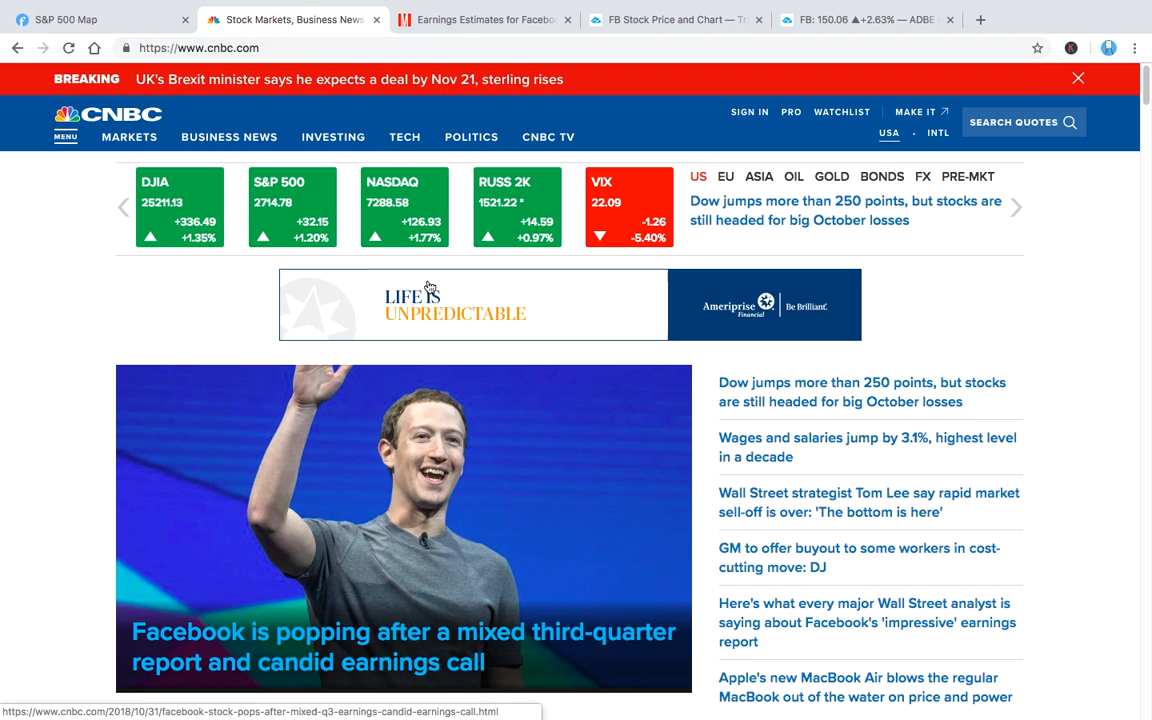 S&P 500 Map
Stock Markets, Business News
Earnings Estimates for Facebo
FB Stock Price and Chart — Tr
FB: 150.06 ▲+2.63% — ADBE
https://www.cnbc.com
BREAKING UK's Brexit minister says he expects a deal by Nov 21, sterling rises
CNBC
SIGN IN PRO WATCHLIST MAKE IT
USA · INTL
SEARCH QUOTES
MENU MARKETS BUSINESS NEWS INVESTING TECH POLITICS CNBC TV
DJIA
25211.13
+336.49
+1.35%
S&P 500
2714.78
+32.15
+1.20%
NASDAQ
7288.58
+126.93
+1.77%
RUSS 2K
1521.22 *
+14.59
+0.97%
VIX
22.09
-1.26
-5.40%
US EU ASIA OIL GOLD BONDS FX PRE-MKT
Dow jumps more than 250 points, but stocks are
still headed for big October losses
LIFE IS
UNPREDICTABLE
Ameriprise
Financial
Be Brilliant.
Facebook is popping after a mixed third-quarter
report and candid earnings call
Dow jumps more than 250 points, but stocks
are still headed for big October losses
Wages and salaries jump by 3.1%, highest level
in a decade
Wall Street strategist Tom Lee say rapid market
sell-off is over: 'The bottom is here'
GM to offer buyout to some workers in cost-
cutting move: DJ
Here's what every major Wall Street analyst is
saying about Facebook's 'impressive' earnings
report
Apple's new MacBook Air blows the regular
MacBook out of the water on price and power
https://www.cnbc.com/2018/10/31/facebook-stock-pops-after-mixed-q3-earnings-candid-earnings-call.html